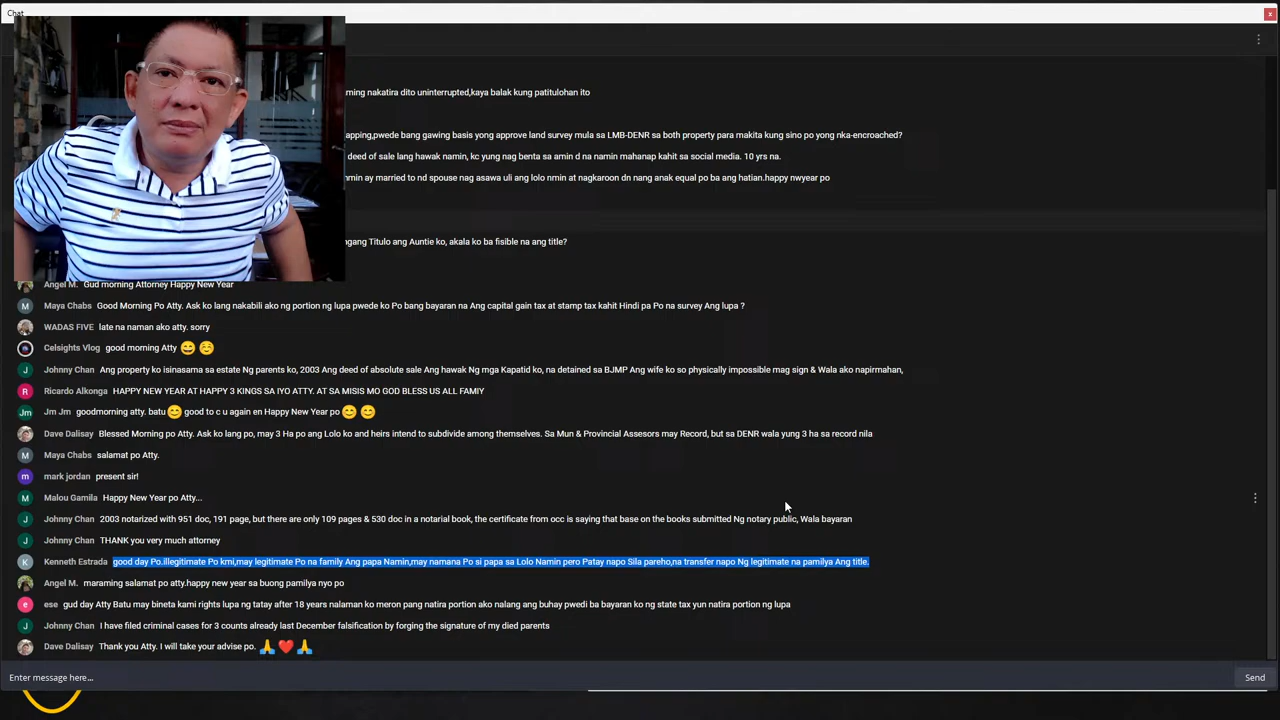 Chat
ming nakatira dito uninterrupted,kaya balak kung patitulohan ito
apping,pwede bang gawing basis yong approve land survey mula sa LMB-DENR sa both property para makita kung sino po yong nka-encroached?
deed of sale lang hawak namin, kc yung nag benta sa amin d na namin mahanap kahit sa social media. 10 yrs na.
nmin ay married to nd spouse nag asawa uli ang lolo nmin at nagkaroon dn nang anak equal po ba ang hatian.happy nwyear po
ngang Titulo ang Auntie ko, akala ko ba fisible na ang title?
Angel M. Gud morning Attorney Happy New Year
M Maya Chabs Good Morning Po Atty. Ask ko lang nakabili ako ng portion ng lupa pwede ko Po bang bayaran na Ang capital gain tax at stamp tax kahit Hindi pa Po na survey Ang lupa ?
WADAS FIVE late na naman ako atty. sorry
Celsights Vlog good morning Atty 😄 ☺️
J Johnny Chan Ang property ko isinasama sa estate Ng parents ko, 2003 Ang deed of absolute sale Ang hawak Ng mga Kapatid ko, na detained sa BJMP Ang wife ko so physically impossible mag sign & Wala ako napirmahan,
R Ricardo Alkonga HAPPY NEW YEAR AT HAPPY 3 KINGS SA IYO ATTY. AT SA MISIS MO GOD BLESS US ALL FAMIY
Jm Jm Jm goodmorning atty. batu😊 good to c u again en Happy New Year po😊 😊
Dave Dalisay Blessed Morning po Atty. Ask ko lang po, may 3 Ha po ang Lolo ko and heirs intend to subdivide among themselves. Sa Mun & Provincial Assesors may Record, but sa DENR wala yung 3 ha sa record nila
M Maya Chabs salamat po Atty.
m mark jordan present sir!
M Malou Gamila Happy New Year po Atty...
J Johnny Chan 2003 notarized with 951 doc, 191 page, but there are only 109 pages & 530 doc in a notarial book, the certificate from occ is saying that base on the books submitted Ng notary public, Wala bayaran
J Johnny Chan THANK you very much attorney
K Kenneth Estrada good day Po.illegitimate Po kmi,may legitimate Po na family Ang papa Namin,may namana Po si papa sa Lolo Namin pero Patay napo Sila pareho,na transfer napo Ng legitimate na pamilya Ang title.
Angel M. maraming salamat po atty.happy new year sa buong pamilya nyo po
e ese gud day Atty Batu may bineta kami rights lupa ng tatay after 18 years nalaman ko meron pang natira portion ako nalang ang buhay pwedi ba bayaran ko ng state tax yun natira portion ng lupa
J Johnny Chan I have filed criminal cases for 3 counts already last December falsification by forging the signature of my died parents
Dave Dalisay Thank you Atty. I will take your advise po. 🙏 ❤️ 🙏
Enter message here...
Send